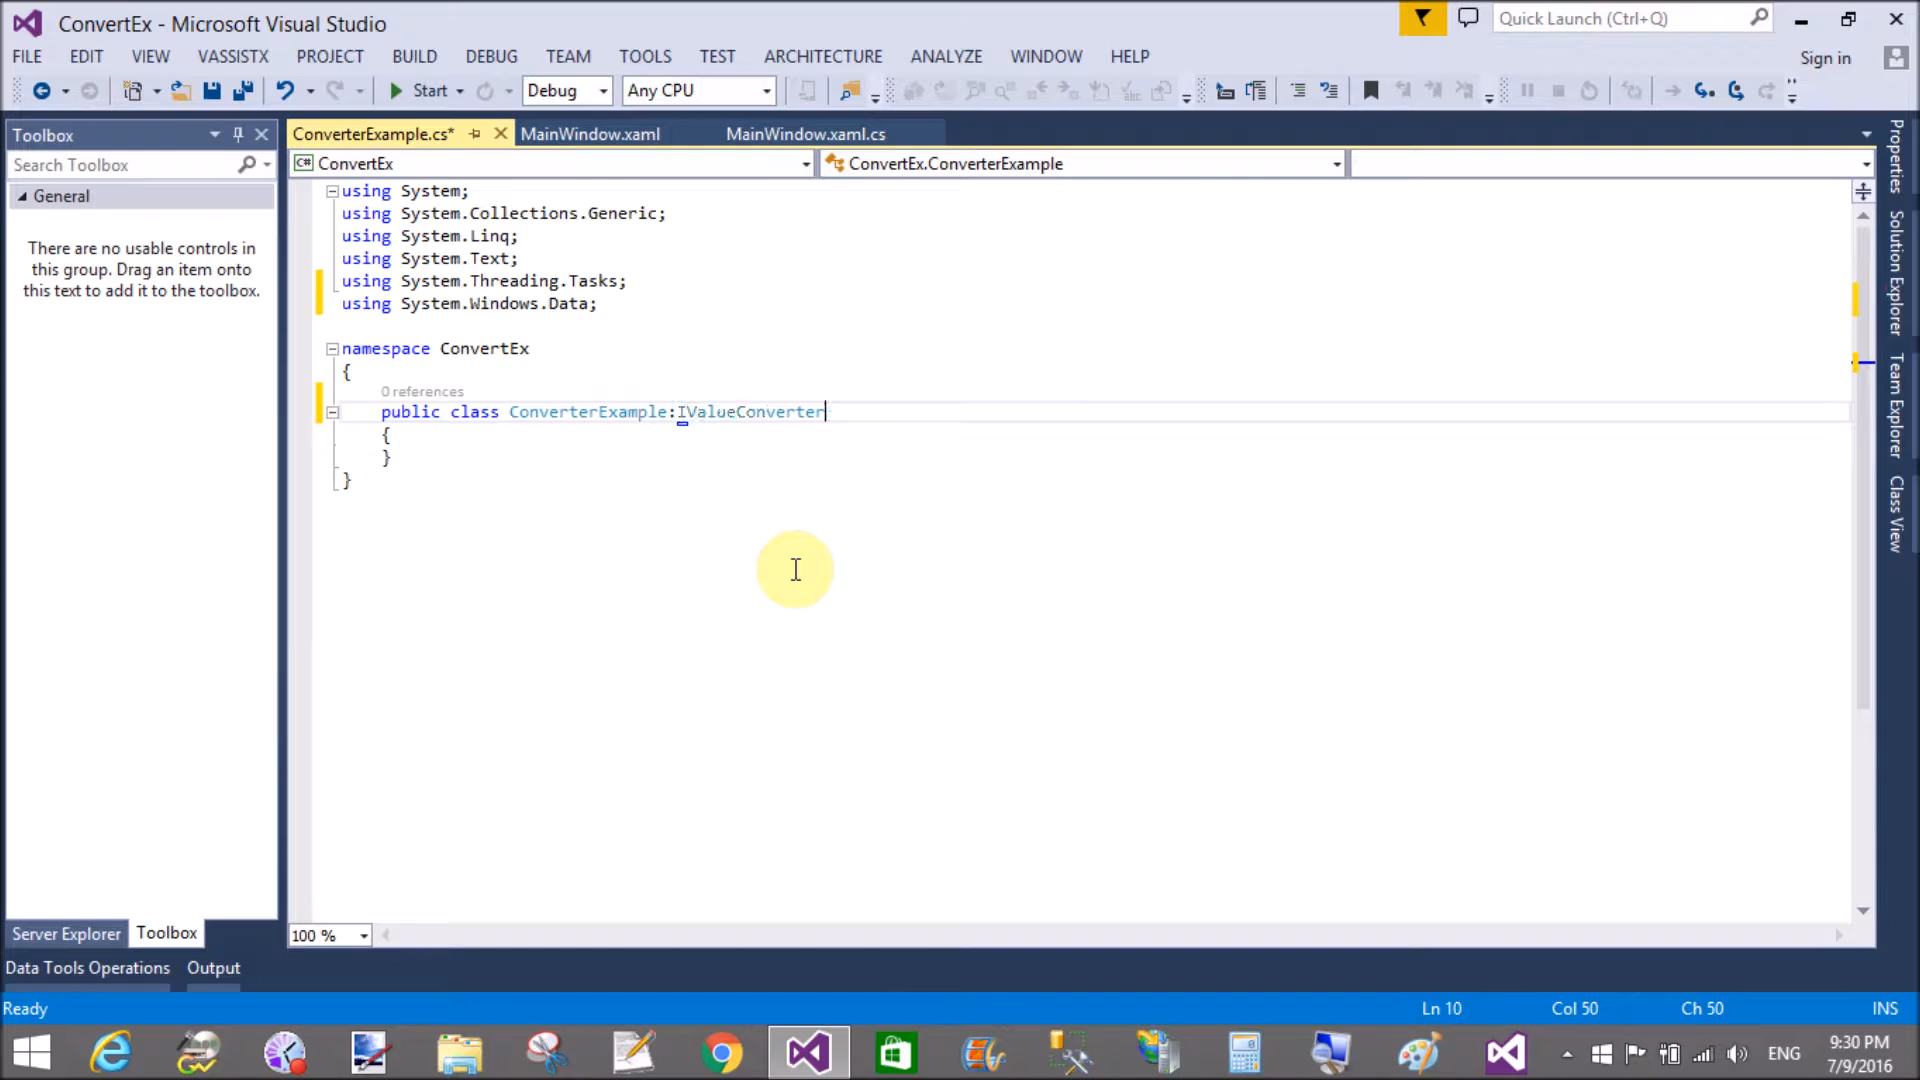 ConvertEx - Microsoft Visual Studio
Quick Launch (Ctrl+Q)
FILE EDIT VIEW VASSISTX PROJECT BUILD DEBUG TEAM TOOLS TEST ARCHITECTURE ANALYZE WINDOW HELP
Sign in
Start Debug Any CPU
Toolbox
Search Toolbox
General
There are no usable controls in
this group. Drag an item onto
this text to add it to the toolbox.
Server Explorer Toolbox
ConverterExample.cs* MainWindow.xaml MainWindow.xaml.cs
C# ConvertEx ConvertEx.ConverterExample
using System;
using System.Collections.Generic;
using System.Linq;
using System.Text;
using System.Threading.Tasks;
using System.Windows.Data;
namespace ConvertEx
{
0 references
public class ConverterExample:IValueConverter
{
}
}
100 %
Properties
Solution Explorer
Team Explorer
Class View
Data Tools Operations Output
Ready Ln 10 Col 50 Ch 50 INS
ENG
9:30 PM
7/9/2016